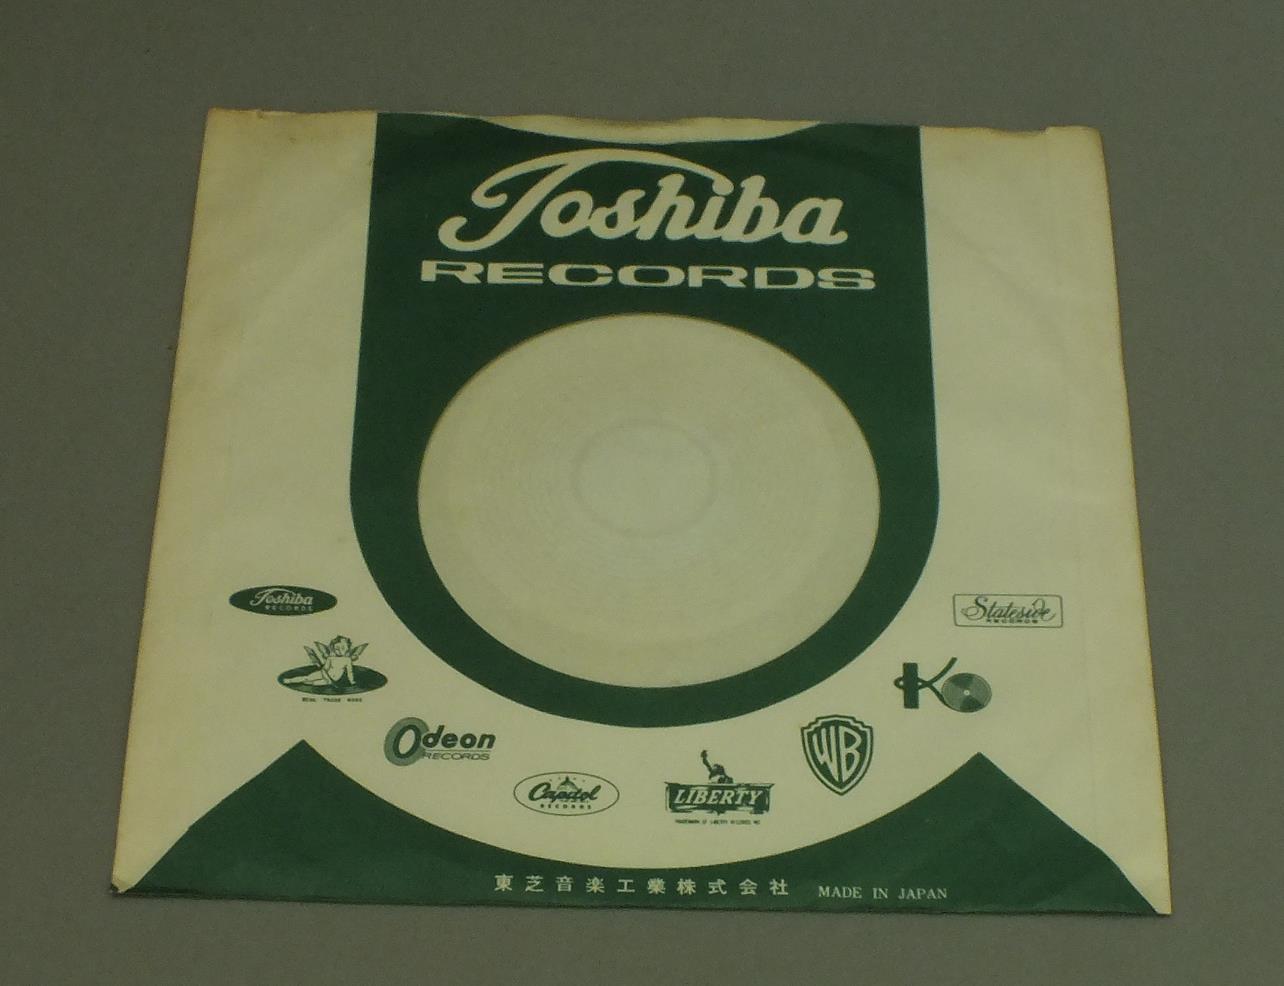 Toshiba
RECORDS
Toshiba
RECORDS
Odeon
RECORDS
Capitol
RECORDS
LIBERTY
WB
K
Stateside
RECORDS
東芝音楽工業株式会社 MADE IN JAPAN